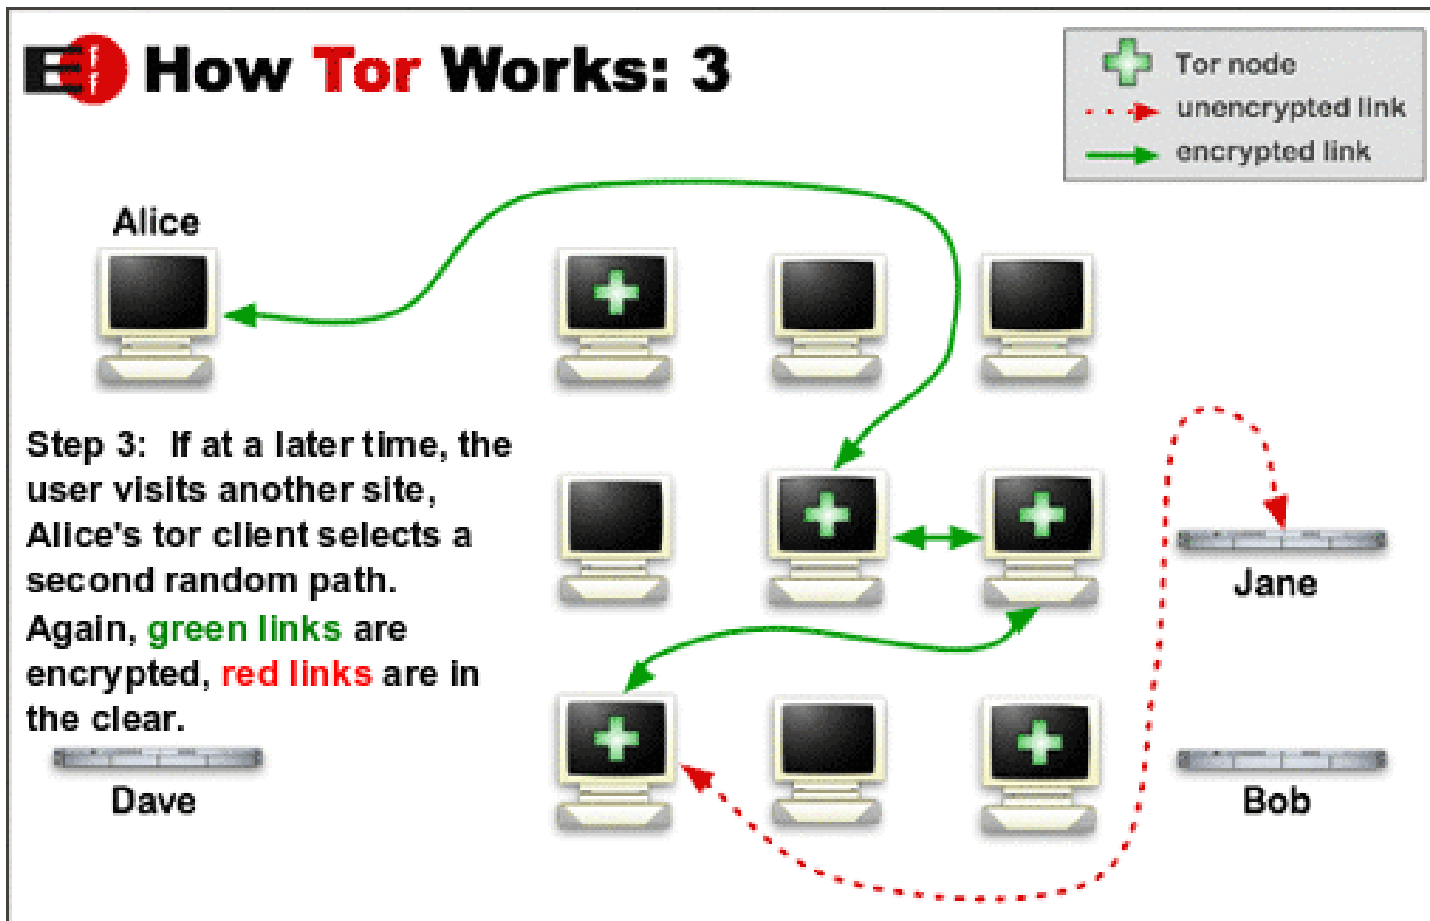 EFF How Tor Works: 3
Tor node
unencrypted link
encrypted link
Alice
Step 3: If at a later time, the
user visits another site,
Alice's tor client selects a
second random path.
Again, green links are
encrypted, red links are in
the clear.
Jane
Dave
Bob